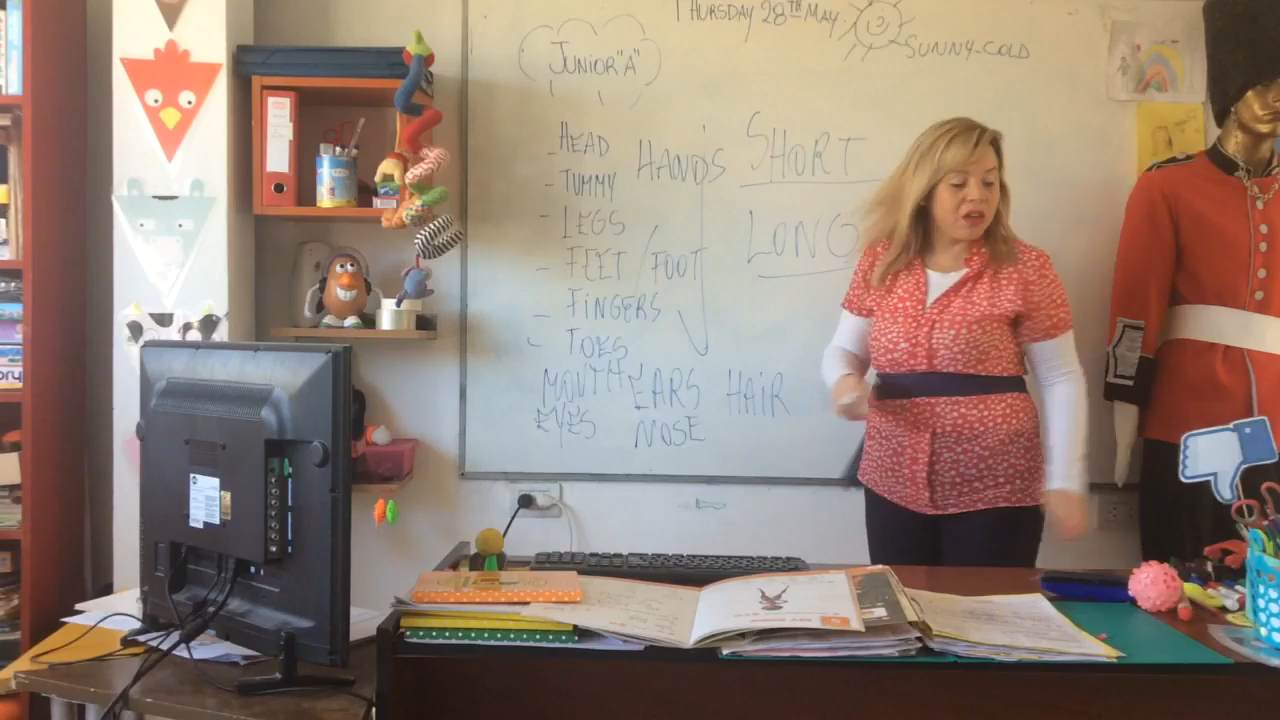 THURSDAY 28TH MAY
SUNNY-COLD
JUNIOR "A"
- HEAD
- TUMMY
- LEGS
- FEET / FOOT
- FINGERS
- TOES
MOUTH EARS HAIR
EYES NOSE
HANDS
SHORT
LONG